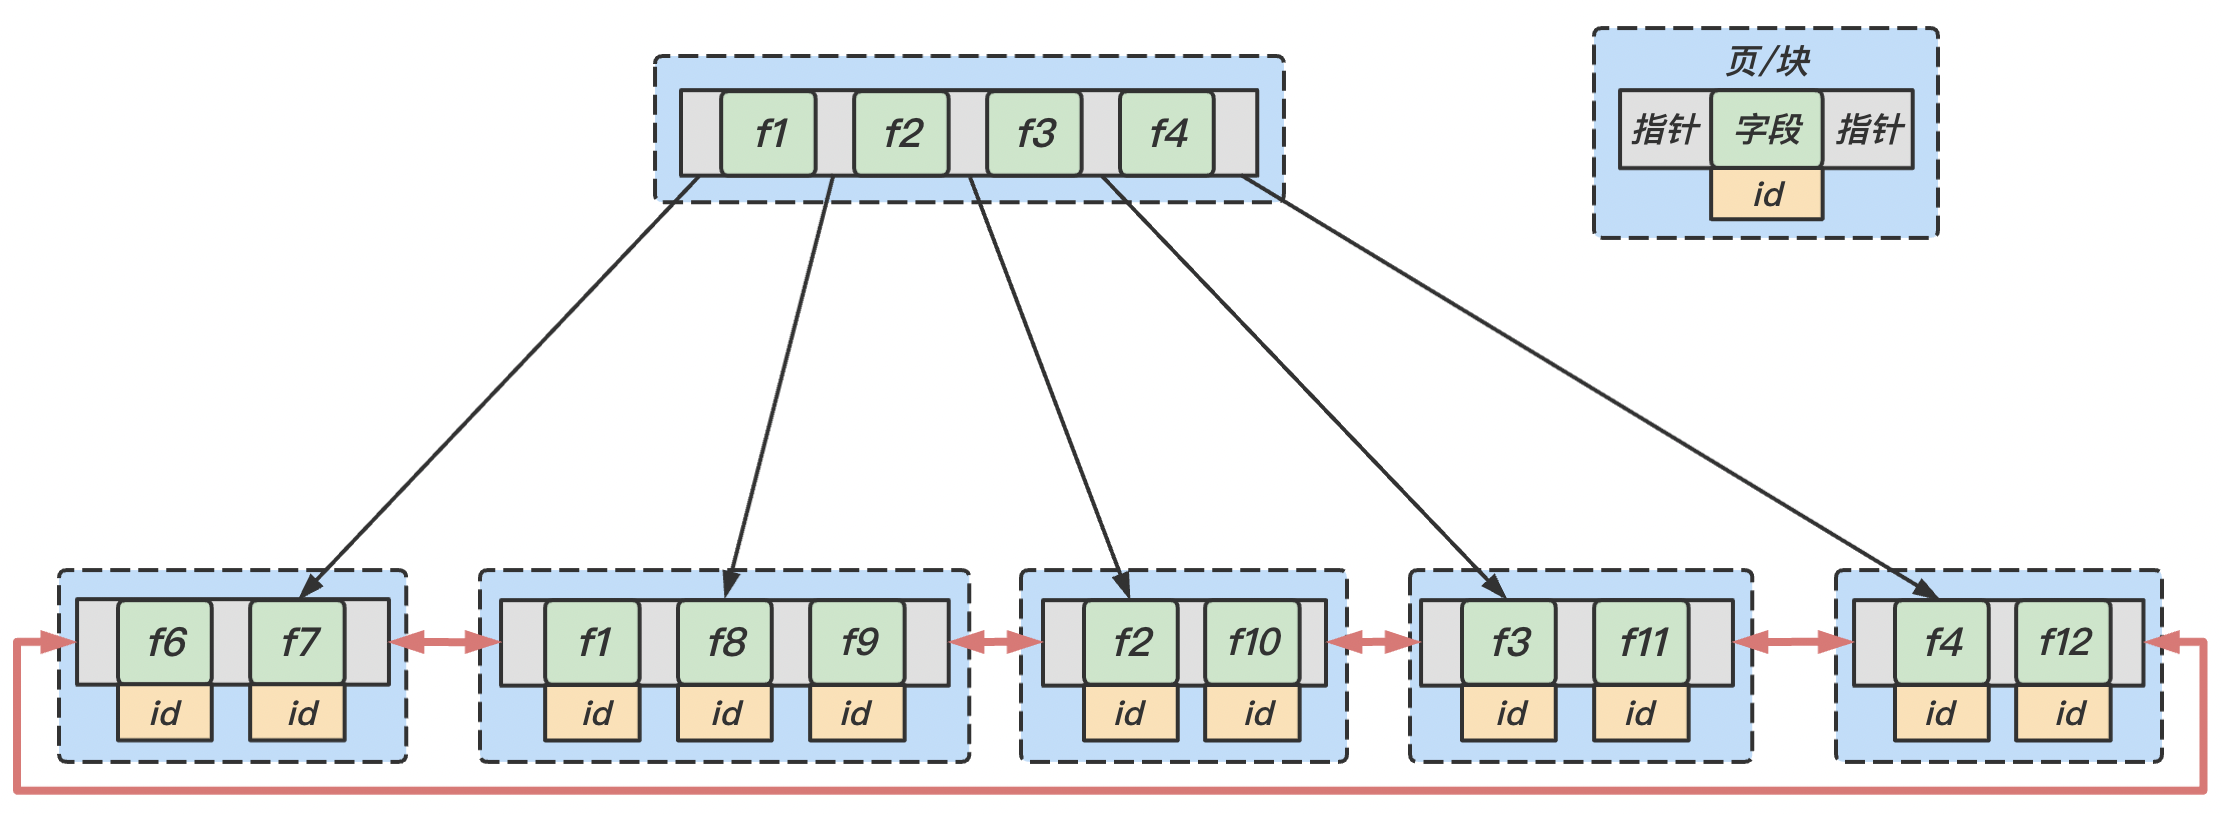 页/块
f1 f2 f3 f4
指针 字段 指针
id
f6 f7 f1 f8 f9 f2 f10 f3 f11 f4 f12
id id id id id id id id id id id